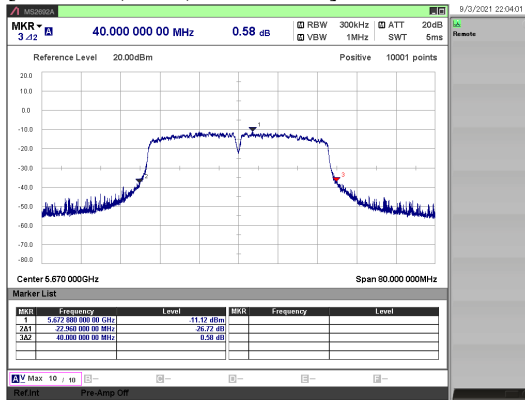 MS2692A
9/3/2021 22:04:01
MKR
3 Δ2 A 40.000 000 00 MHz 0.58 dB
M RBW 300kHz M ATT 20dB
M VBW 1MHz SWT 5ms
Remote
Reference Level 20.00dBm Positive 10001 points
20.0
10.0
0.0
-10.0
-20.0
-30.0
-40.0
-50.0
-60.0
-70.0
-80.0
1
2
3
Center 5.670 000GHz Span 80.000 000MHz
Marker List
MKR Frequency Level MKR Frequency Level
1 5.672 880 000 00 GHz -11.12 dBm
2Δ1 -22.960 000 00 MHz -26.72 dB
3Δ2 40.000 000 00 MHz 0.58 dB
A V Max 10 / 10 B-- C-- D-- E-- F--
Ref.Int Pre-Amp Off